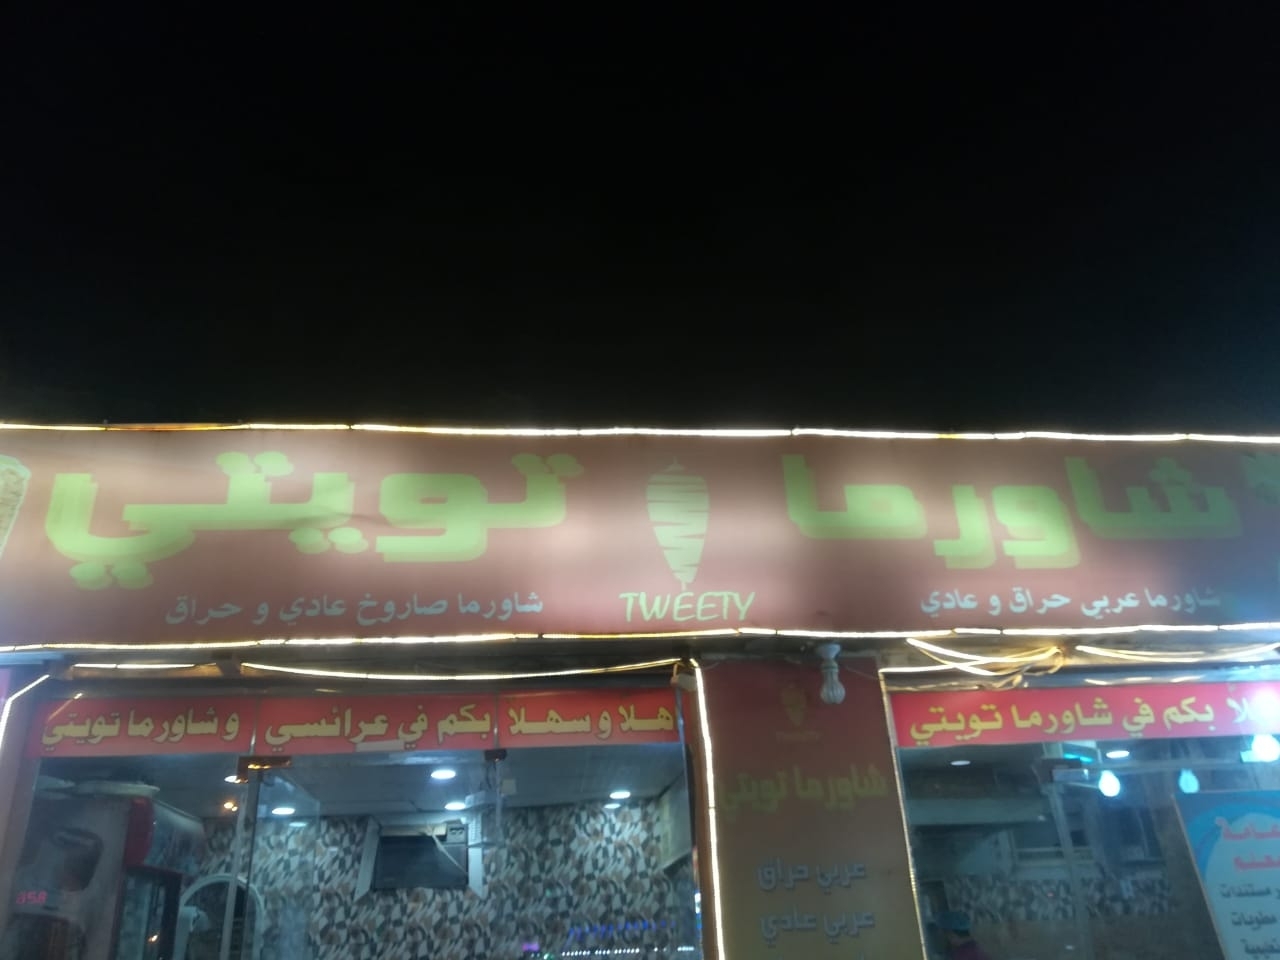 شاورما تويتي
TWEETY
شاورما عربي حراق و عادي
شاورما صاروخ عادي و حراق
بكم في شاورما تويتي
هلا و سهلا بكم في عرانسي و شاورما تويتي
شاورما تويتي
عربي حراق
عربي عادي
مستندات